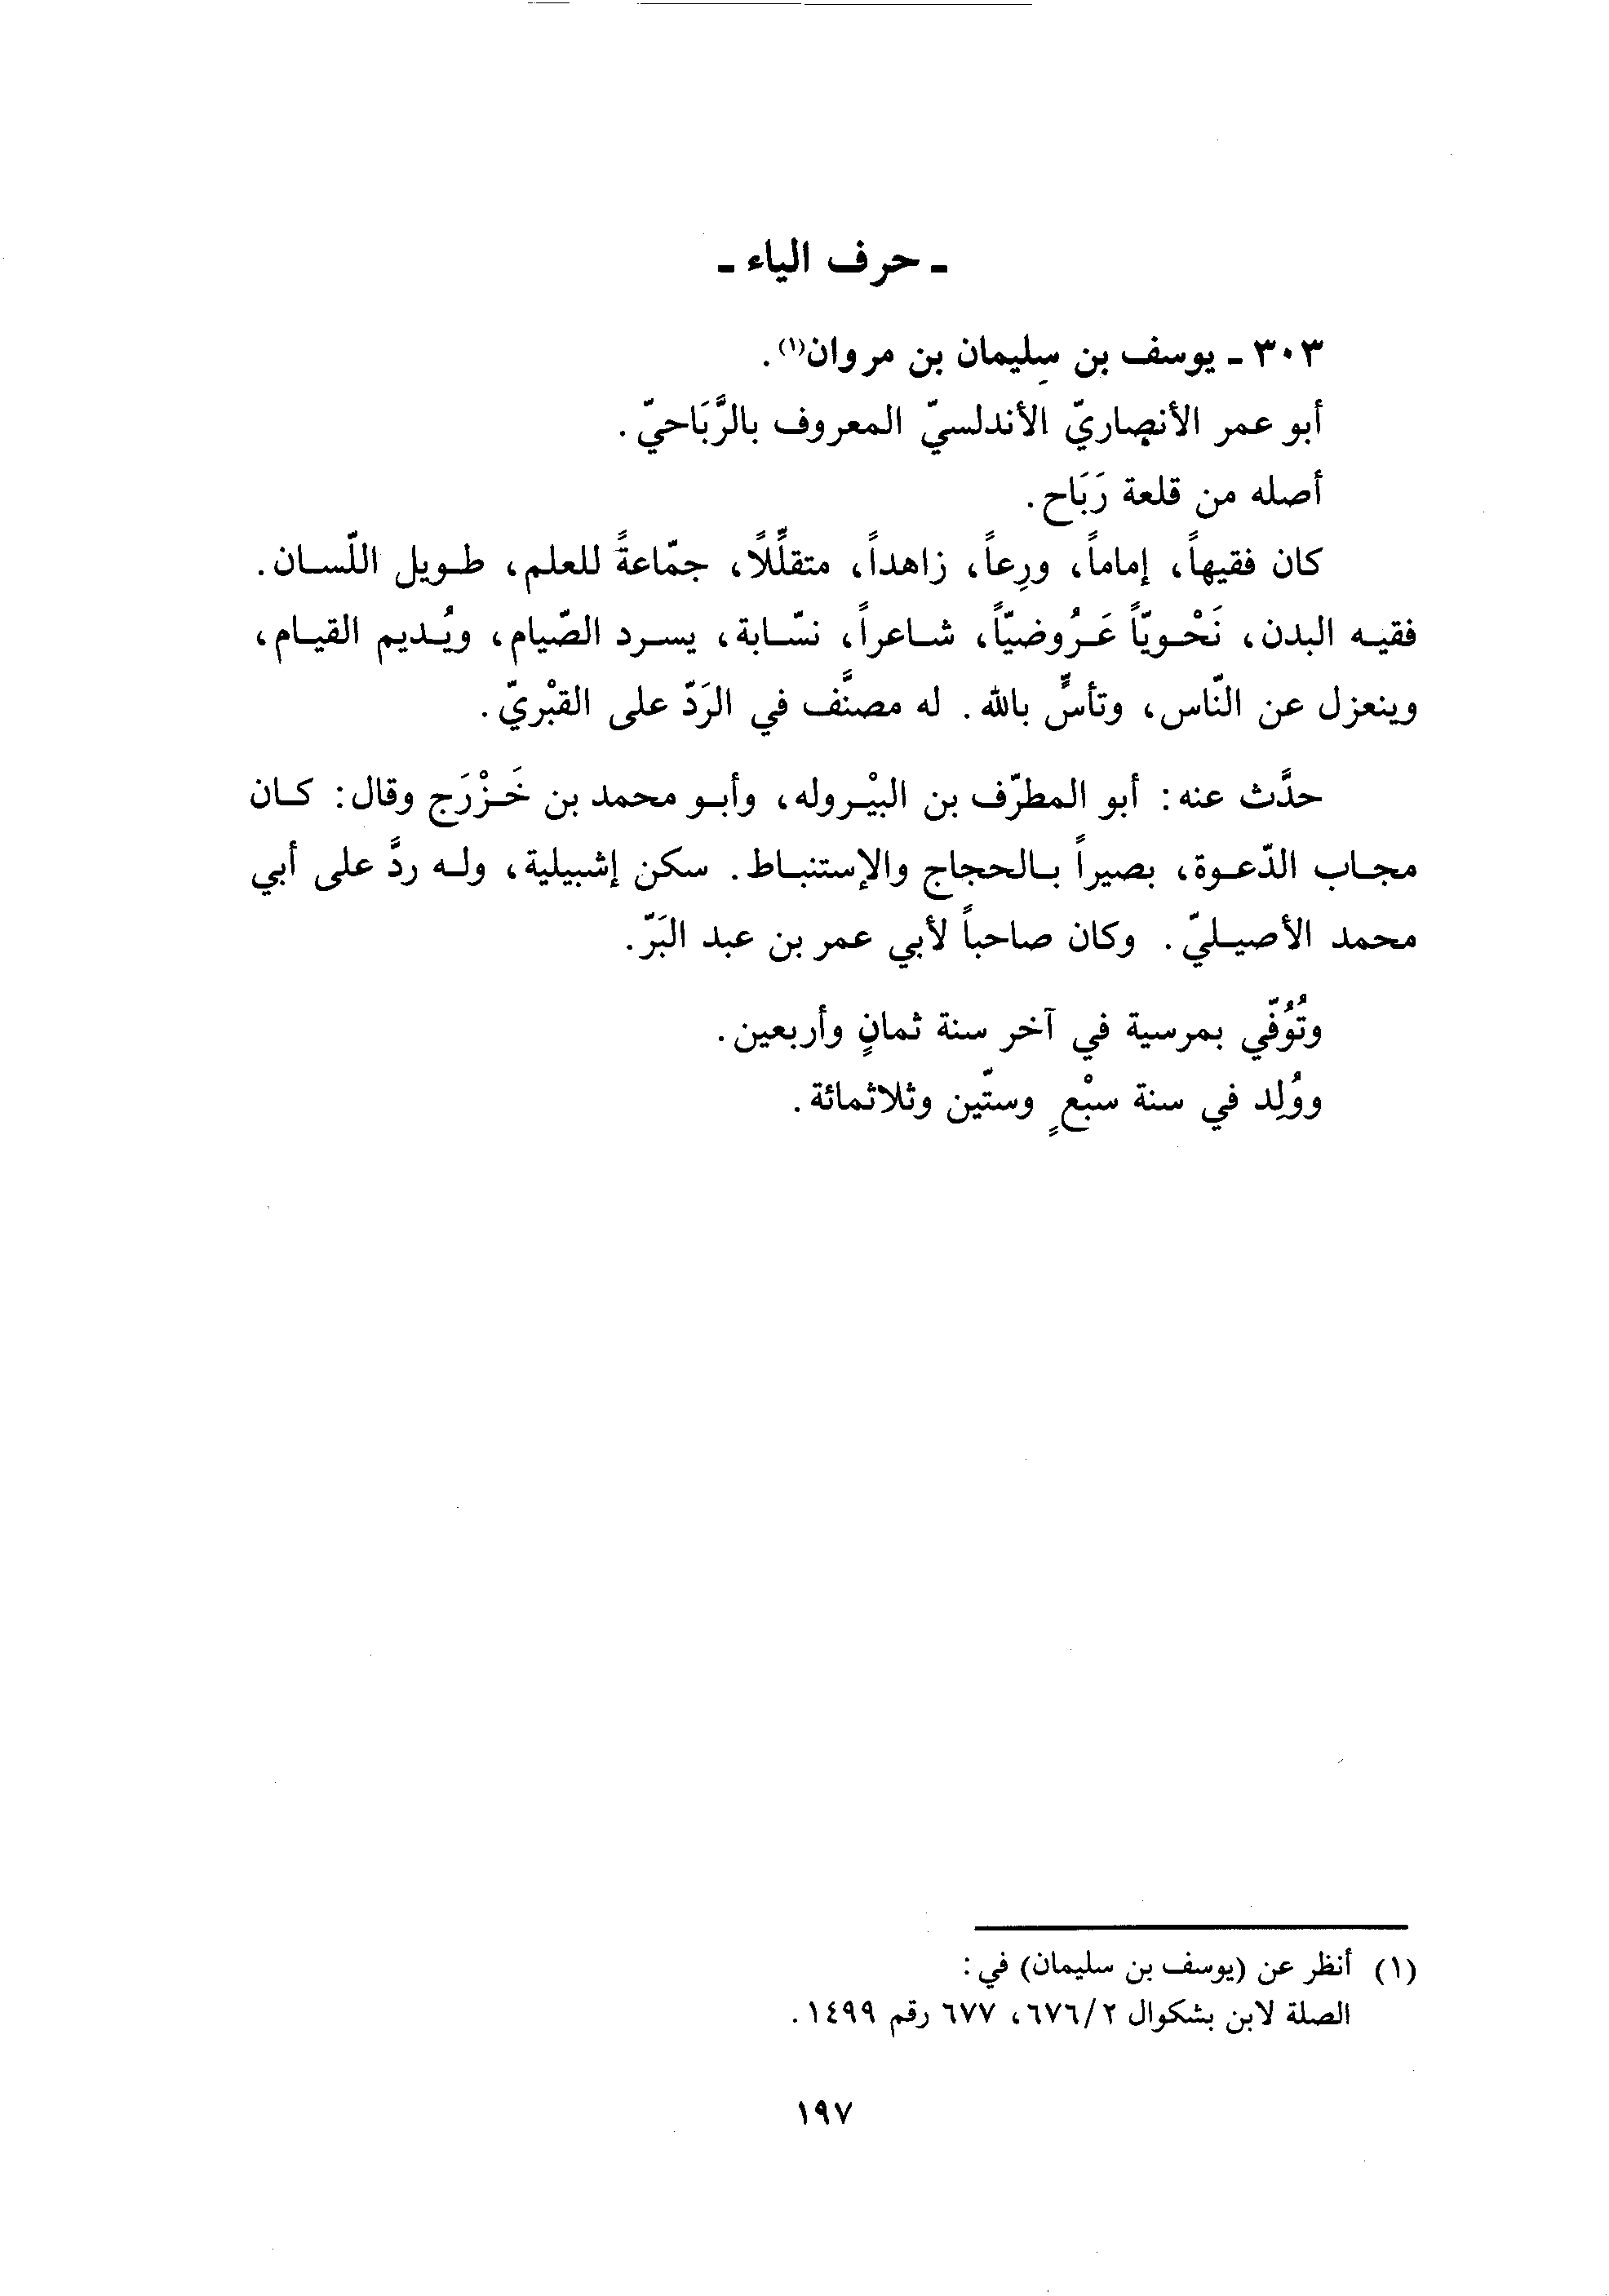 ـ حرف الياء ـ
٣٠٣ ـ يوسف بن سليمان بن مروان(١).
أبو عمر الأنصاريّ الأندلسيّ المعروف بالرَّبَاحيّ.
أصله من قلعة رَبَاح.
كان فقيهاً، إماماً، ورِعاً، زاهداً، متقلِّلاً، جمّاعةً للعلم، طويل اللّسان.
فقيه البدن، نَحْويّاً عَرُوضيّاً، شاعراً، نسّابة، يسرد الصّيام، ويُديم القيام،
وينعزل عن النّاس، وتأسٍّ بالله. له مصنَّف في الرَدّ على القبْريّ.
حدَّث عنه: أبو المطرّف بن البيْروله، وأبو محمد بن خَزْرَج وقال: كان
مجاب الدّعوة، بصيراً بالحجاج والإستنباط. سكن إشبيلية، وله ردَّ على أبي
محمد الأصيليّ. وكان صاحباً لأبي عمر بن عبد البَرّ.
وتُوُفّي بمرسية في آخر سنة ثمانٍ وأربعين.
ووُلِد في سنة سبْعٍ وستّين وثلاثمائة.
(١) أنظر عن (يوسف بن سليمان) في:
الصلة لابن بشكوال ٢/٦٧٦، ٦٧٧ رقم ١٤٩٩.
١٩٧